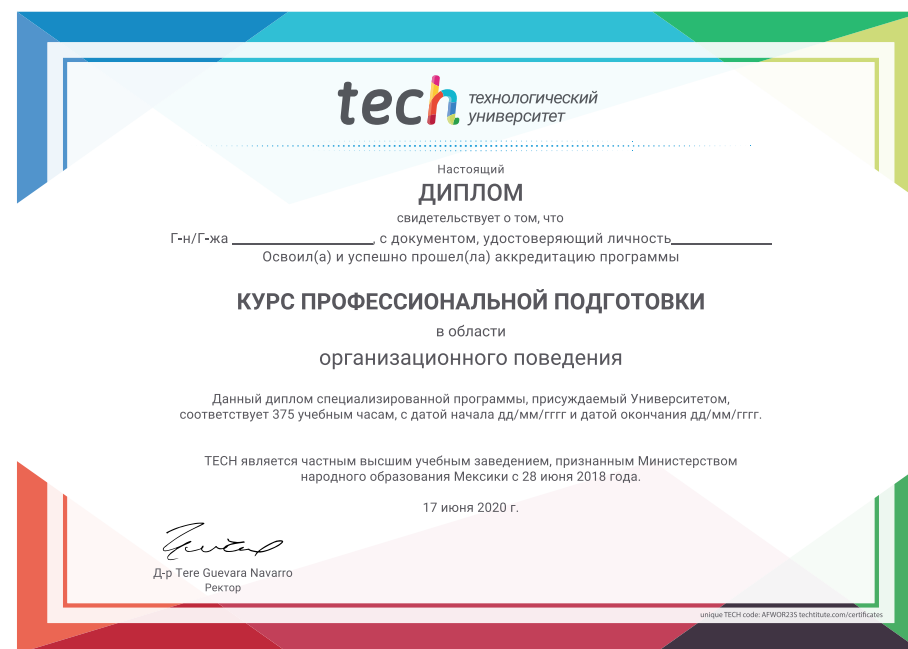 tech технологический
университет
Настоящий
ДИПЛОМ
свидетельствует о том, что
Г-н/Г-жа ____________________, с документом, удостоверяющий личность______________
Освоил(а) и успешно прошел(ла) аккредитацию программы
КУРС ПРОФЕССИОНАЛЬНОЙ ПОДГОТОВКИ
в области
организационного поведения
Данный диплом специализированной программы, присуждаемый Университетом,
соответствует 375 учебным часам, с датой начала дд/мм/гггг и датой окончания дд/мм/гггг.
TECH является частным высшим учебным заведением, признанным Министерством
народного образования Мексики с 28 июня 2018 года.
17 июня 2020 г.
Д-р Tere Guevara Navarro
Ректор
unique TECH code: AFWOR235 techtitute.com/certificates